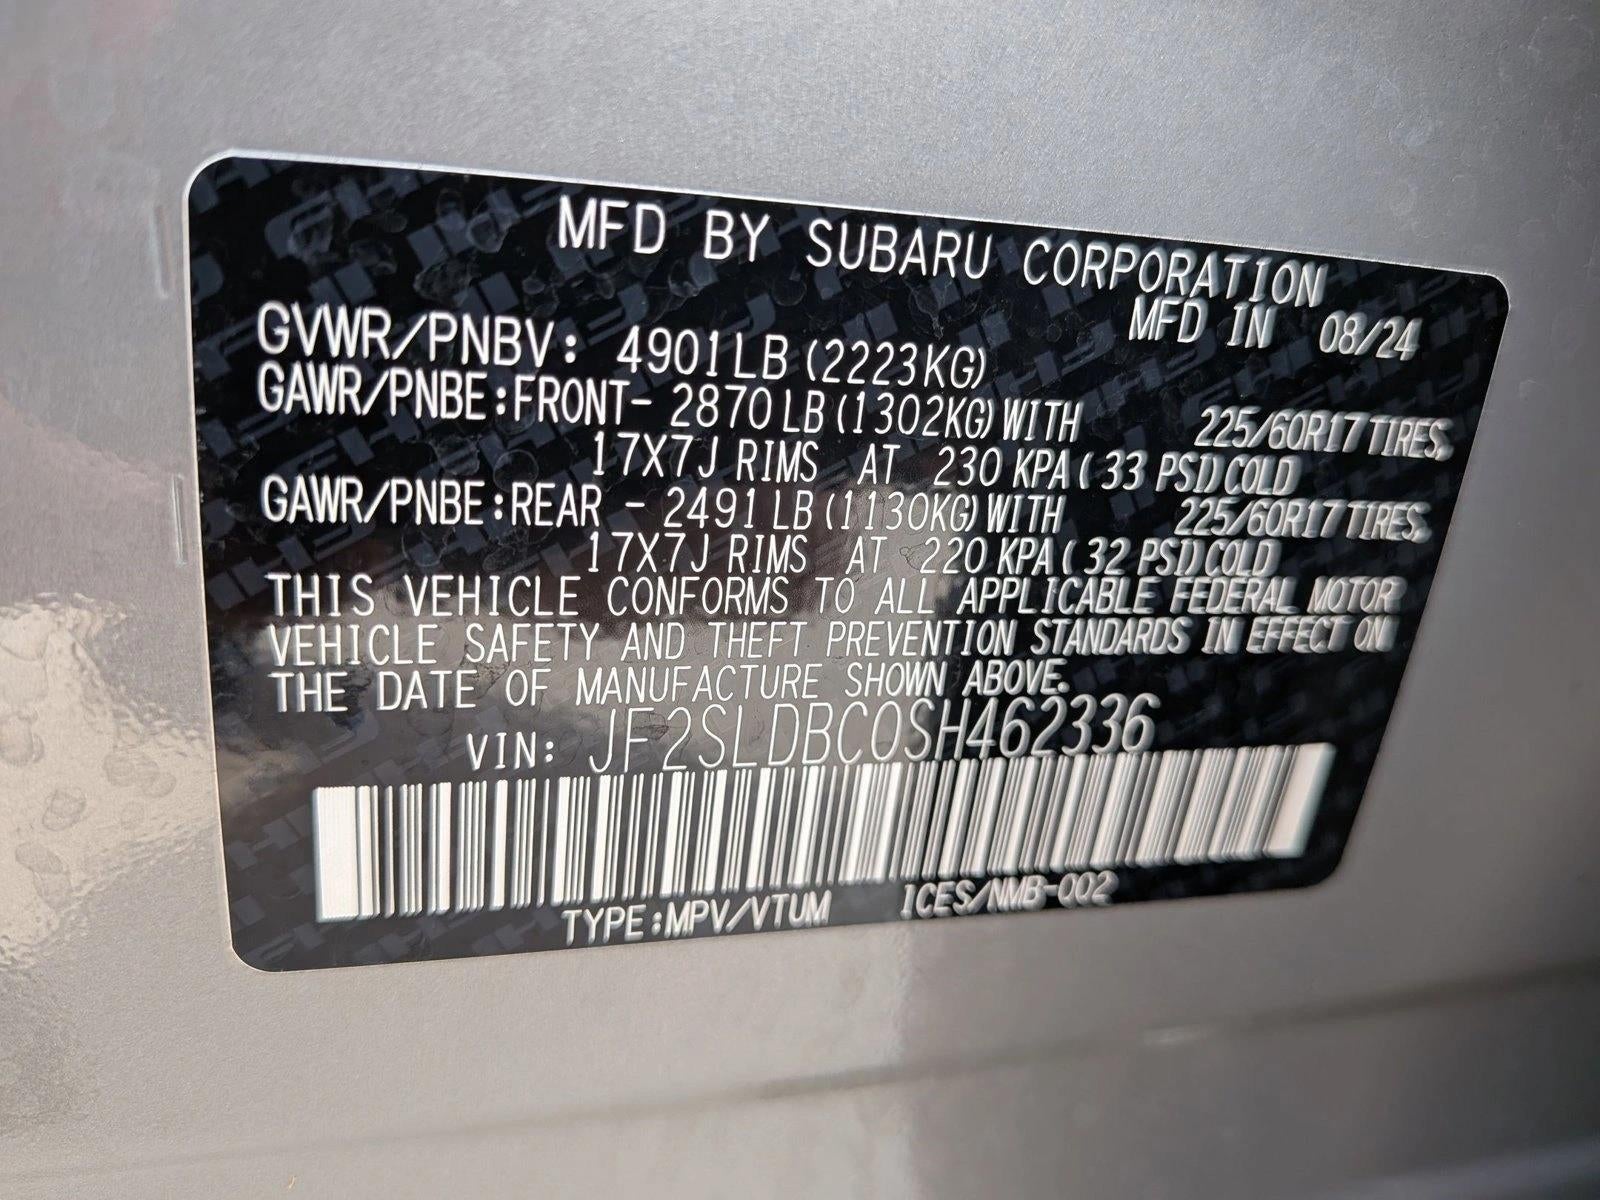 MFD BY SUBARU CORPORATION
MFD IN 08/24
GVWR/PNBV: 4901LB (2223KG)
GAWR/PNBE:FRONT- 2870LB(1302KG)WITH 225/60R17 TIRES,
17X7J RIMS AT 230 KPA( 33 PSI)COLD
GAWR/PNBE:REAR - 2491LB(1130KG)WITH 225/60R17 TIRES,
17X7J RIMS AT 220 KPA( 32 PSI)COLD
THIS VEHICLE CONFORMS TO ALL APPLICABLE FEDERAL MOTOR
VEHICLE SAFETY AND THEFT PREVENTION STANDARDS IN EFFECT ON
THE DATE OF MANUFACTURE SHOWN ABOVE.
VIN: JF2SLDBC0SH462336
TYPE:MPV/VTUM ICES/NMB-002